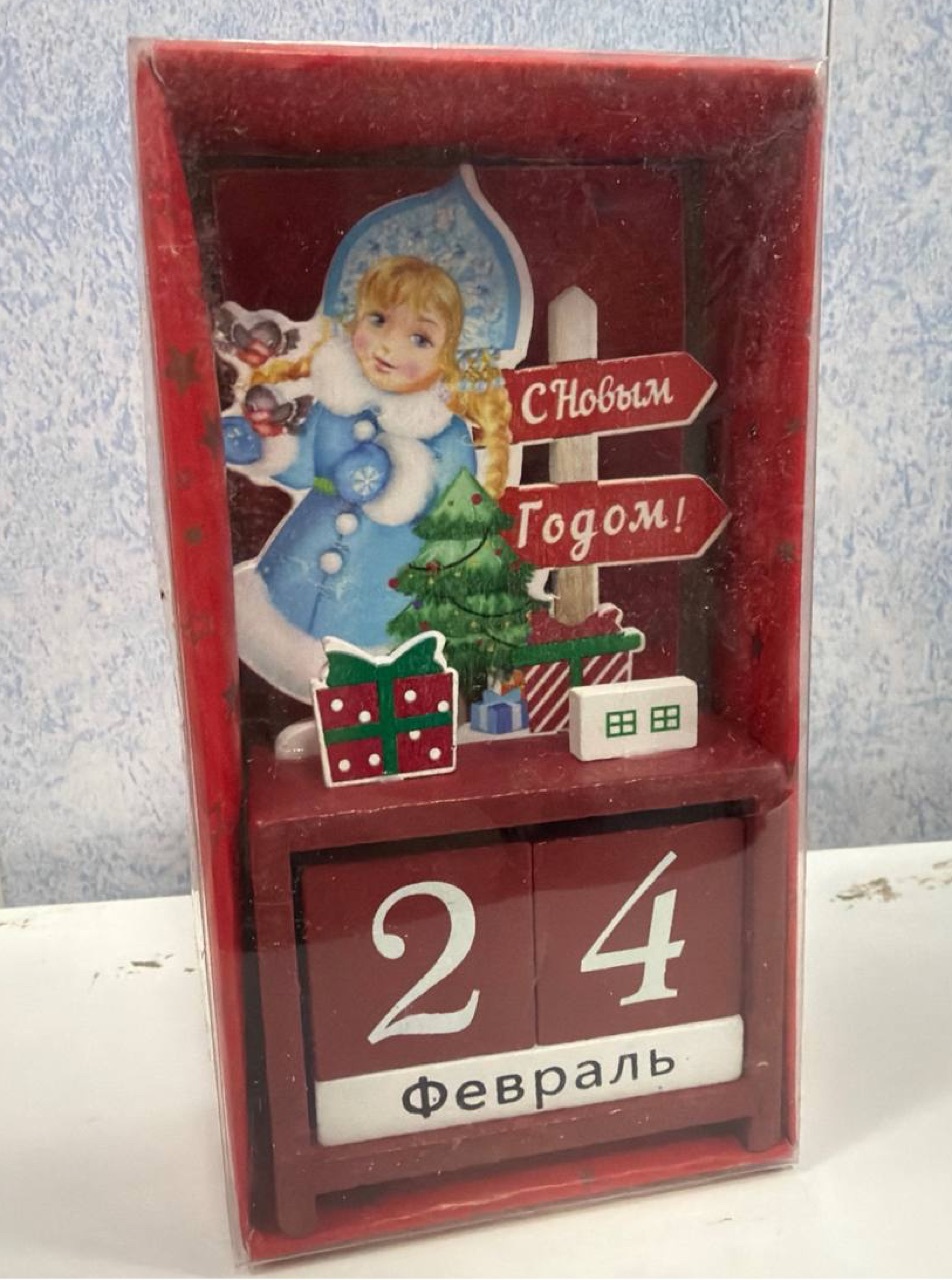 С Новым
Годом!
24
Февраль